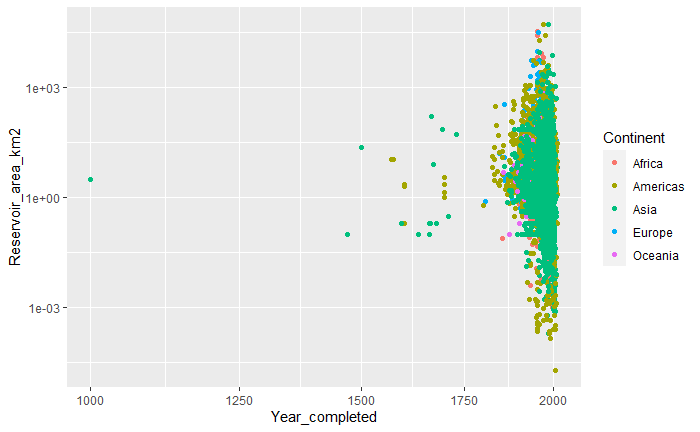 Reservoir_area_km2
1e+03
1e+00
1e-03
1000
1250
1500
1750
2000
Year_completed
Continent
Africa
Americas
Asia
Europe
Oceania